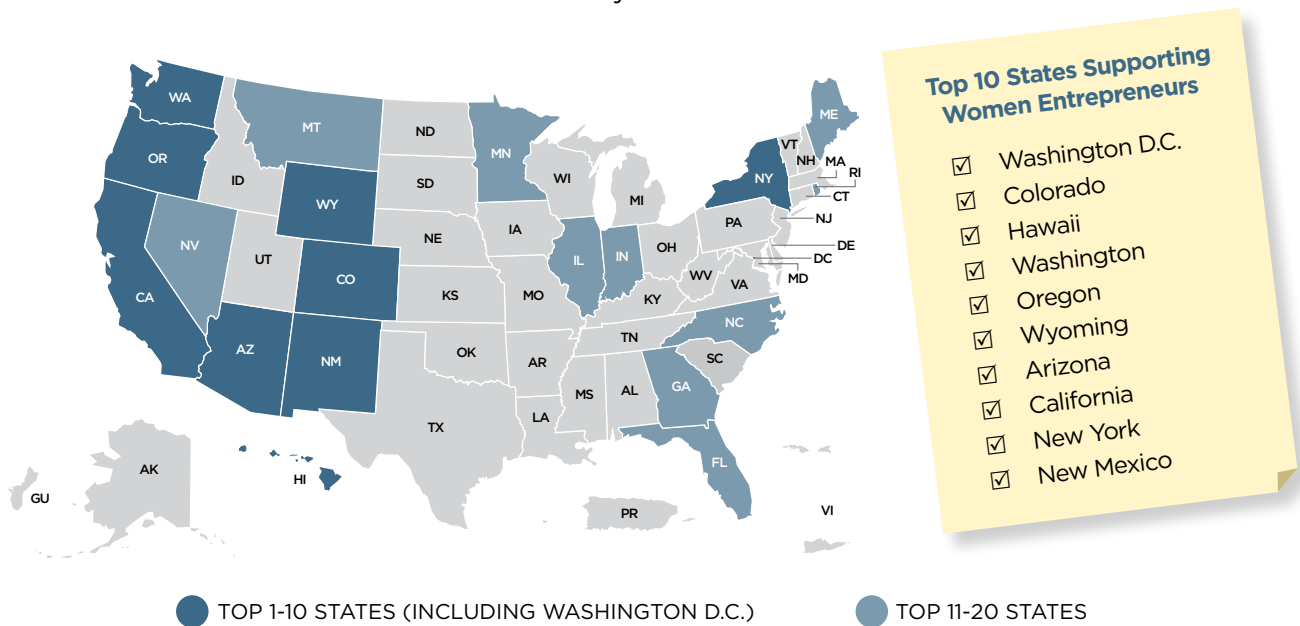 Top 10 States Supporting
Women Entrepreneurs
Washington D.C.
Colorado
Hawaii
Washington
Oregon
Wyoming
Arizona
California
New York
New Mexico
WA
OR
CA
NV
ID
MT
WY
UT
CO
AZ
NM
ND
SD
NE
KS
OK
TX
MN
IA
MO
AR
LA
WI
IL
IN
MI
OH
KY
TN
MS
AL
GA
FL
SC
NC
VA
WV
PA
NY
VT
NH
ME
MA
RI
CT
NJ
DE
DC
MD
AK
HI
GU
PR
VI
TOP 1-10 STATES (INCLUDING WASHINGTON D.C.)
TOP 11-20 STATES